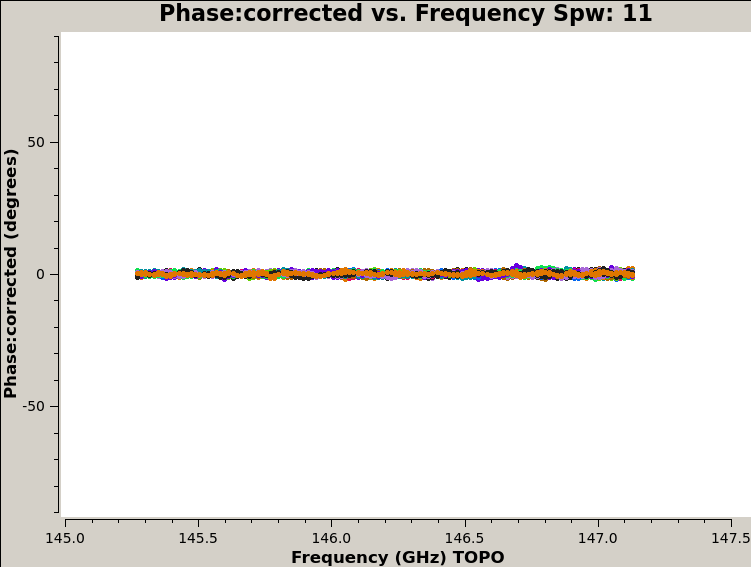 Phase:corrected vs. Frequency Spw: 11
Phase:corrected (degrees)
50
0
-50
145.0 145.5 146.0 146.5 147.0 147.5
Frequency (GHz) TOPO